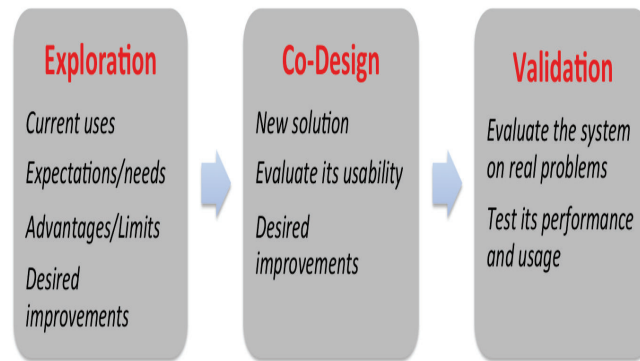 Exploration
Current uses
Expectations/needs
Advantages/Limits
Desired
improvements
Co-Design
New solution
Evaluate its usability
Desired
improvements
Validation
Evaluate the system
on real problems
Test its performance
and usage